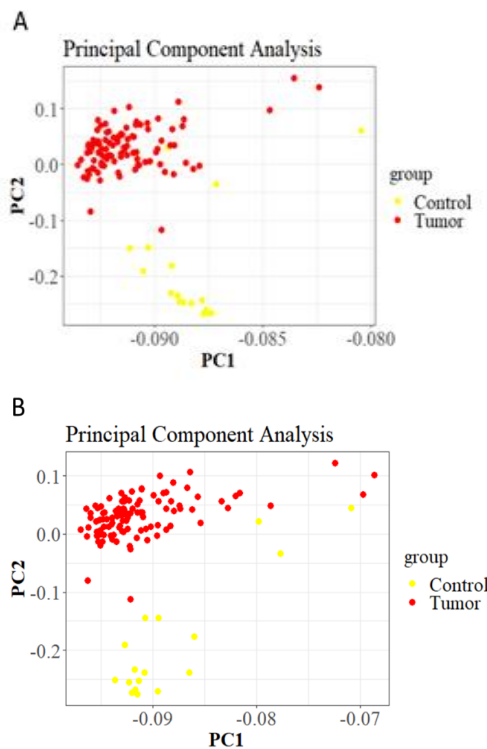 A
Principal Component Analysis
0.1
0.0
-0.1
-0.2
PC2
-0.090
-0.085
-0.080
PC1
group
Control
Tumor
B
Principal Component Analysis
0.1
0.0
-0.1
-0.2
PC2
-0.09
-0.08
-0.07
PC1
group
Control
Tumor